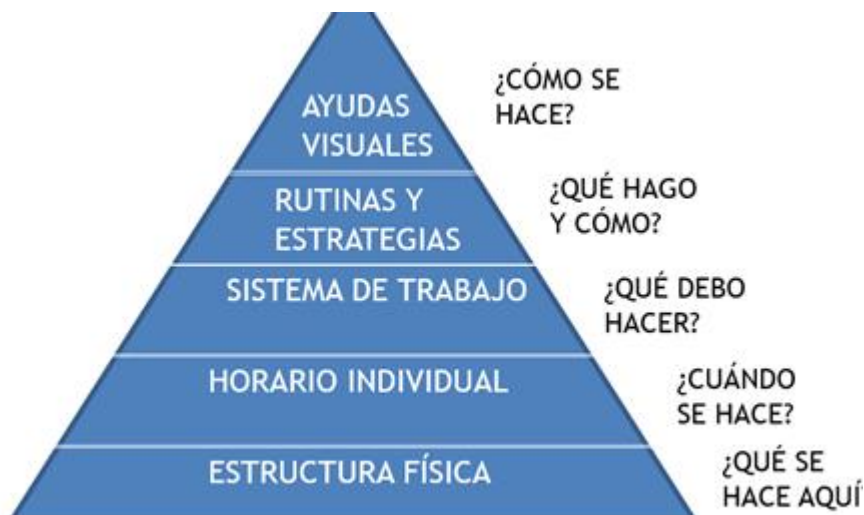 AYUDAS
VISUALES
¿CÓMO SE
HACE?
RUTINAS Y
ESTRATEGIAS
¿QUÉ HAGO
Y CÓMO?
SISTEMA DE TRABAJO
¿QUÉ DEBO
HACER?
HORARIO INDIVIDUAL
¿CUÁNDO
SE HACE?
ESTRUCTURA FÍSICA
¿QUÉ SE
HACE AQUÍ?